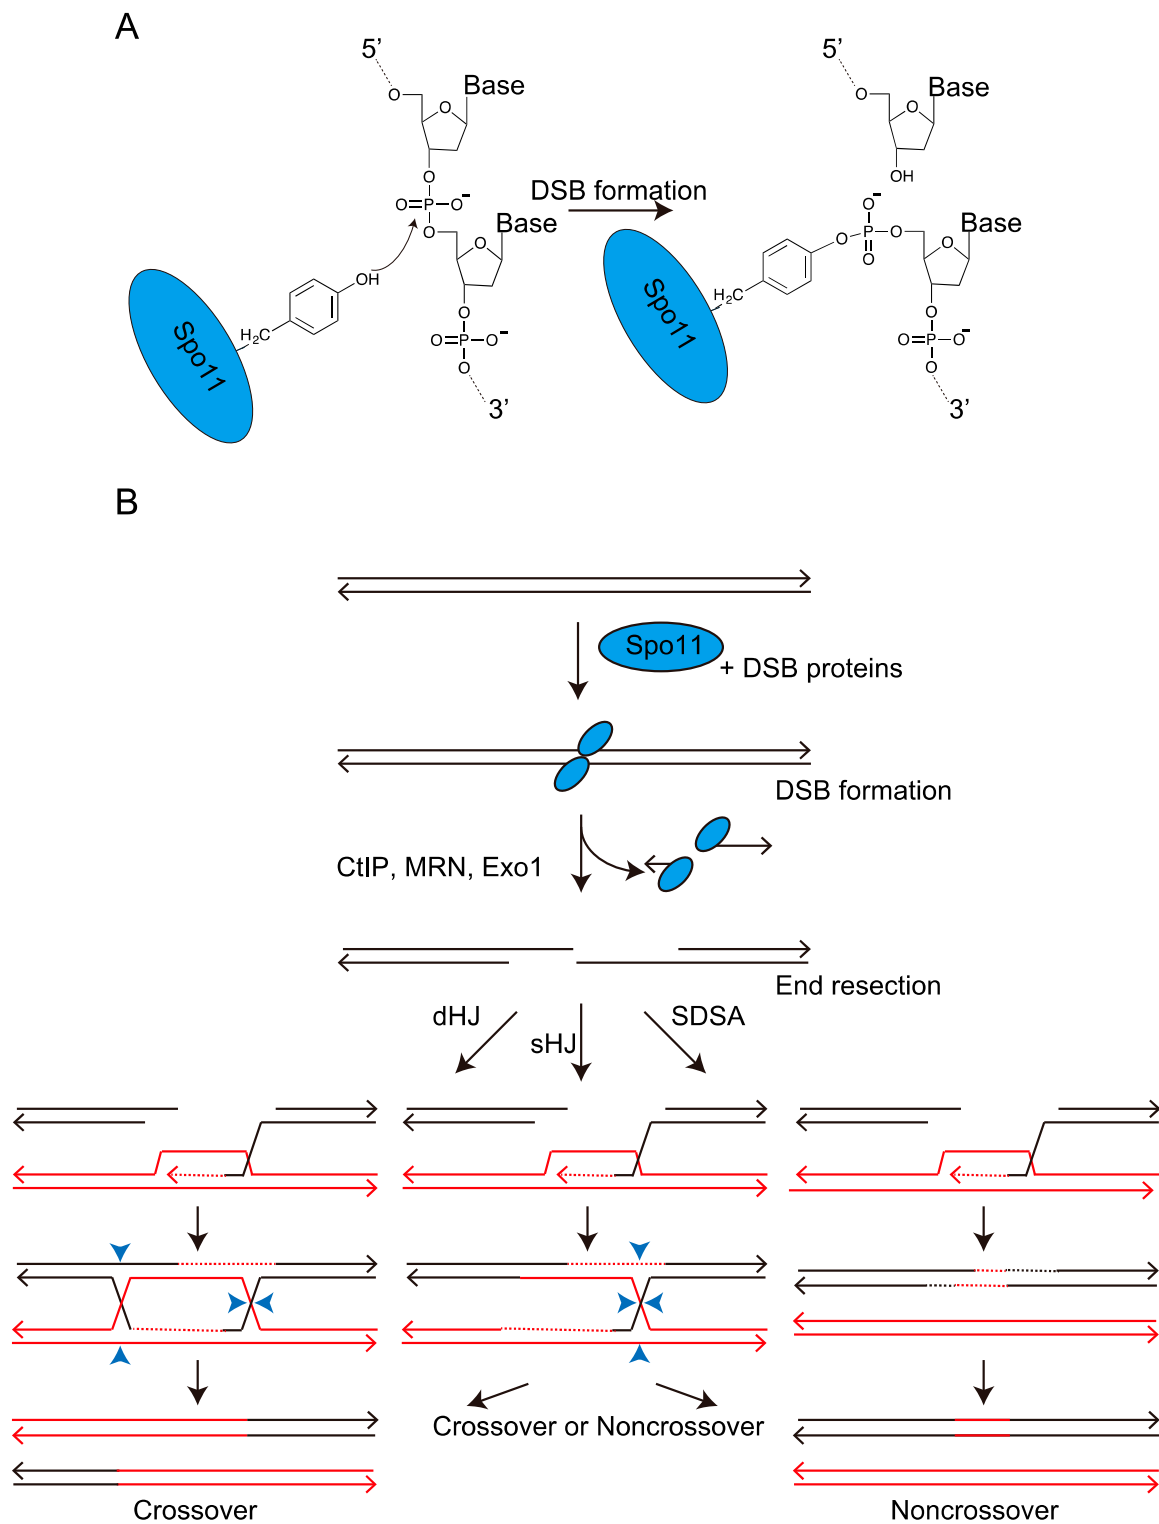 A
5’
Base
O
O
O
O=P–O⁻
O
Base
O
OH
H₂C
Spo11
O
O=P–O⁻
O
3’
DSB formation
5’
Base
O
O
OH
O⁻
O–P–O
O
Base
O
H₂C
Spo11
O
O=P–O⁻
O
3’
B
Spo11
+ DSB proteins
DSB formation
CtIP, MRN, Exo1
End resection
dHJ
sHJ
SDSA
Crossover or Noncrossover
Crossover
Noncrossover